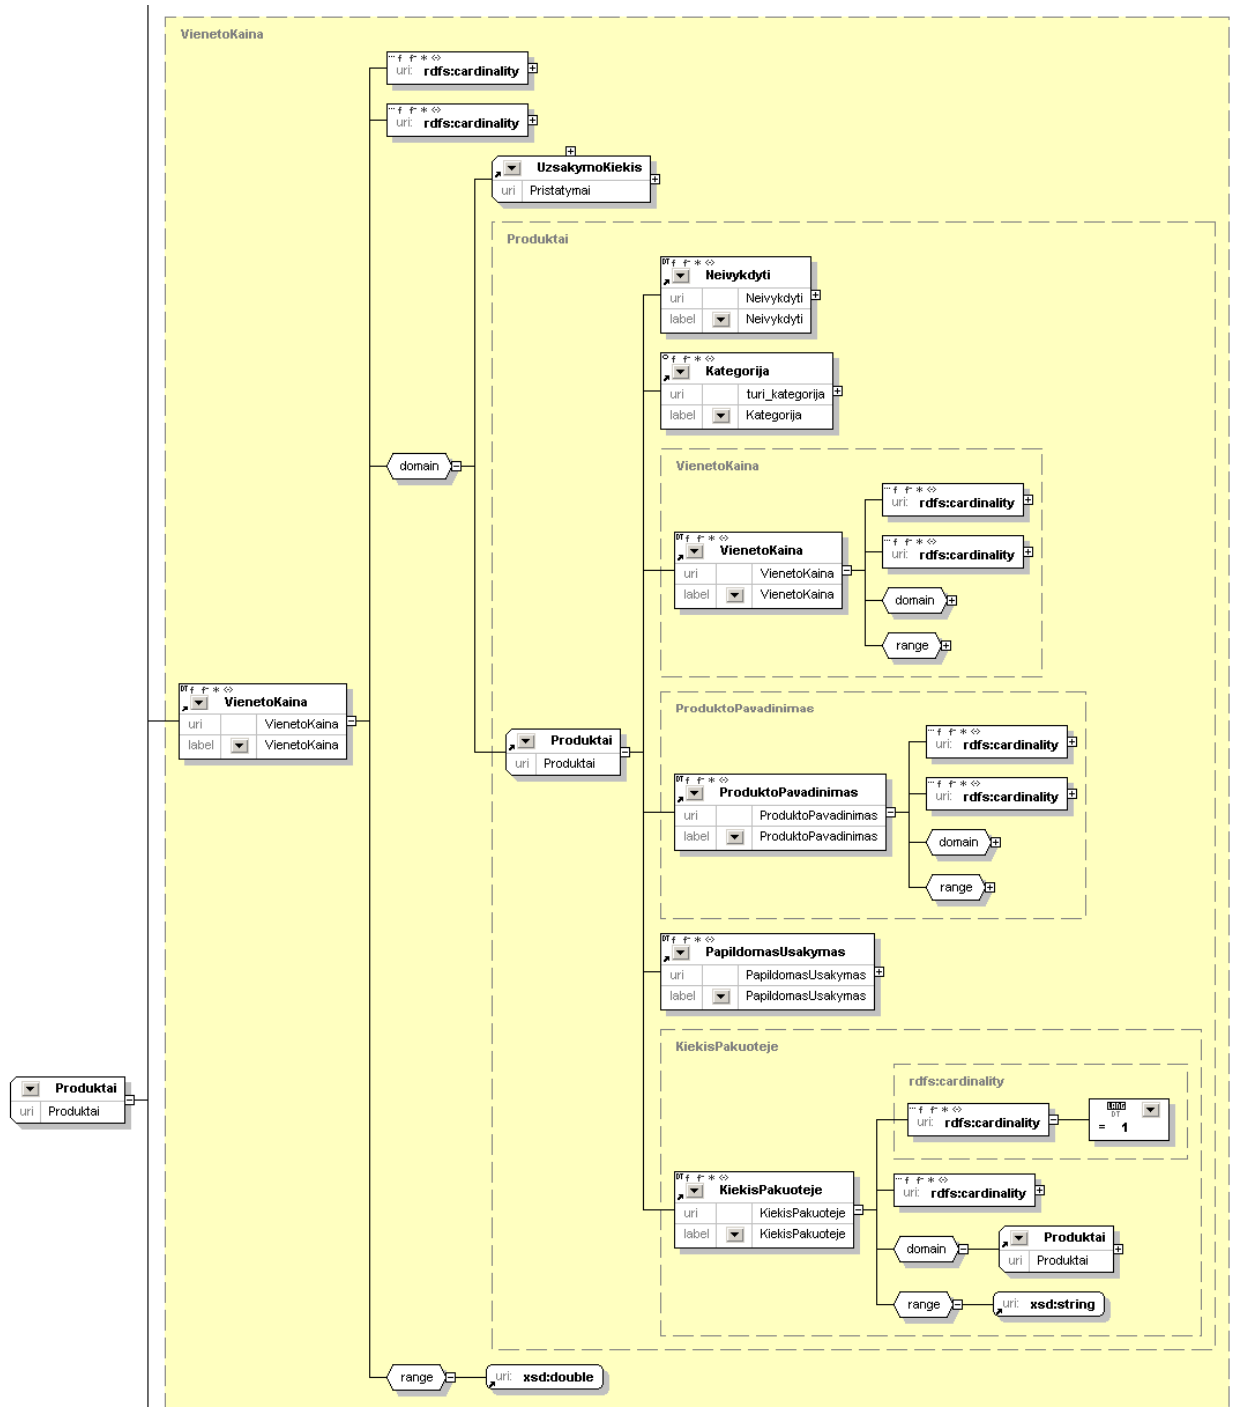 VienetoKaina
uri: rdfs:cardinality
uri: rdfs:cardinality
UzsakymoKiekis
uri Pristatymai
Produktai
Neivykdyti
uri Neivykdyti
label Neivykdyti
Kategorija
uri turi_kategorija
label Kategorija
domain
VienetoKaina
uri: rdfs:cardinality
uri: rdfs:cardinality
VienetoKaina
uri VienetoKaina
label VienetoKaina
domain
range
VienetoKaina
uri VienetoKaina
label VienetoKaina
ProduktoPavadinimas
Produktai
uri Produktai
uri: rdfs:cardinality
uri: rdfs:cardinality
ProduktoPavadinimas
uri ProduktoPavadinimas
label ProduktoPavadinimas
domain
range
PapildomasUsakymas
uri PapildomasUsakymas
label PapildomasUsakymas
KiekisPakuoteje
rdfs:cardinality
Produktai
uri Produktai
uri: rdfs:cardinality
LANG
DT
= 1
KiekisPakuoteje
uri KiekisPakuoteje
label KiekisPakuoteje
uri: rdfs:cardinality
domain
Produktai
uri Produktai
range
uri: xsd:string
range
uri: xsd:double